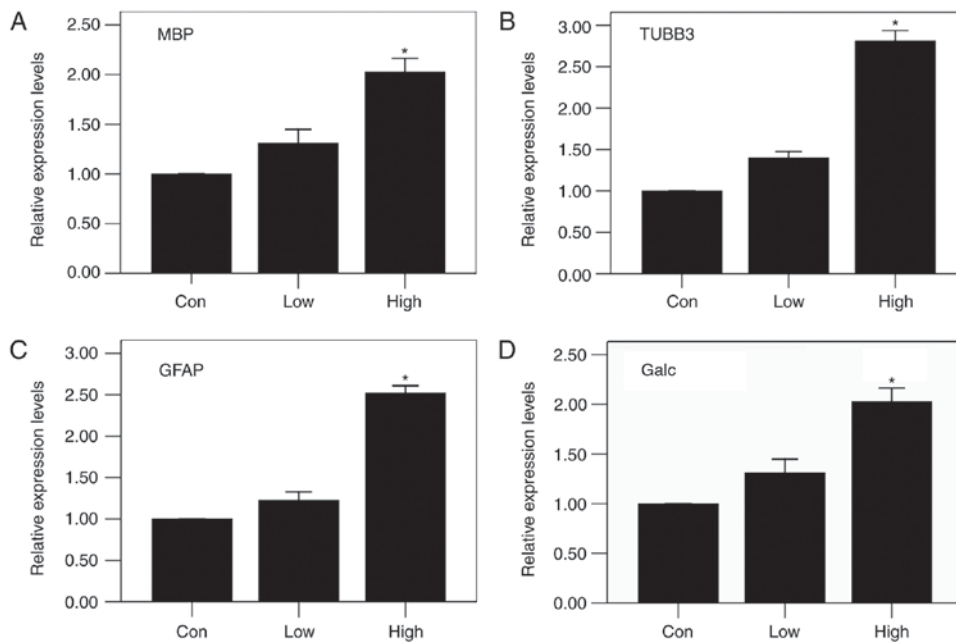 A
MBP
Relative expression levels
2.50
2.00
1.50
1.00
0.50
0.00
*
Con Low High
B
TUBB3
Relative expression levels
3.00
2.50
2.00
1.50
1.00
0.50
0.00
*
Con Low High
C
GFAP
Relative expression levels
3.00
2.50
2.00
1.50
1.00
0.50
0.00
*
Con Low High
D
Galc
Relative expression levels
2.50
2.00
1.50
1.00
0.50
0.00
*
Con Low High